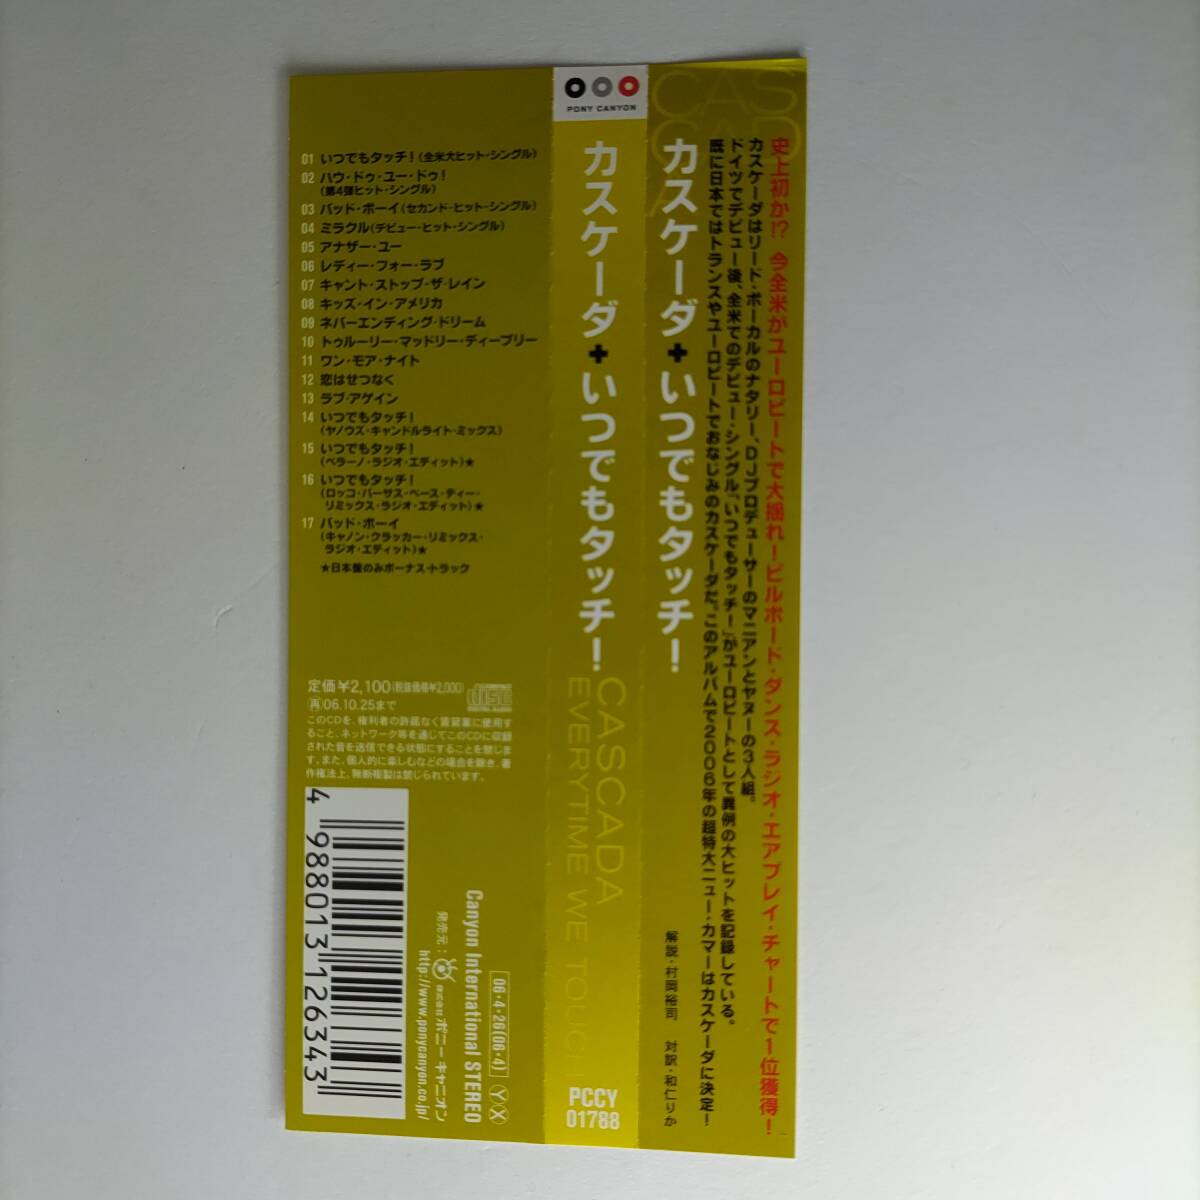 01 いつでもタッチ！(全米大ヒット・シングル)
02 ハウ・ドゥ・ユー・ドゥ！
(第4弾ヒット・シングル)
03 バッド・ボーイ(セカンド・ヒット・シングル)
04 ミラクル(デビュー・ヒット・シングル)
05 アナザー・ユー
06 レディー・フォー・ラブ
07 キャント・ストップ・ザ・レイン
08 キッズ・イン・アメリカ
09 ネバーエンディング・ドリーム
10 トゥルーリー・マッドリー・ディープリー
11 ワン・モア・ナイト
12 恋はせつなく
13 ラブ・アゲイン
14 いつでもタッチ！
(ヤノウズ・キャンドルライト・ミックス)
15 いつでもタッチ！
(ベラーノ・ラジオ・エディット)★
16 いつでもタッチ！
(ロッコ・バーサス・ベース・ティー・
リミックス・ラジオ・エディット)★
17 バッド・ボーイ
(キャノン・クラッカー・リミックス・
ラジオ・エディット)★
★日本盤のみボーナス・トラック
定価¥2,100(税抜価格¥2,000)
再06.10.25まで
このCDを、権利者の許諾なく賃貸業に使用す
ること、ネットワーク等を通じてこのCDに収録
された音を送信できる状態にすることを禁じま
す。また、個人的に楽しむなどの場合を除き、著
作権法上、無断複製は禁じられています。
4 988013 126343
06・4・26(06・4) YX
Canyon International STEREO
発売元： 株式会社ポニーキャニオン
http://www.ponycanyon.co.jp/
PONY CANYON
カスケーダ✚いつでもタッチ！
CASCADA
EVERYTIME WE TOUCH
PCCY
01788
CAS
史上初か!? 今全米がユーロビートで大揺れ！ビルボード・ダンス・ラジオ・エアプレイ・チャートで1位獲得！
カスケーダはリード・ボーカルのナタリー、DJプロデューサーのマニアンとヤヌーの3人組。
ドイツでデビュー後、全米でのデビュー・シングル「いつでもタッチ！」がユーロビートとして異例の大ヒットを記録している。
既に日本ではトランスやユーロビートでおなじみのカスケーダだ。このアルバムで2006年の超特大ニュー・カマーはカスケーダに決定！
カスケーダ✚いつでもタッチ！
解説・村岡裕司 対訳・和仁りか